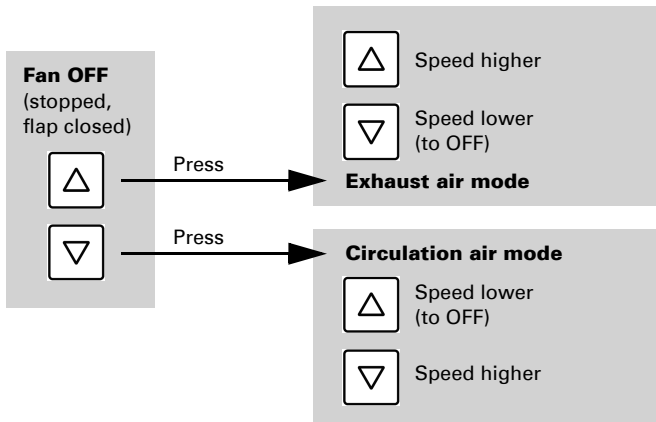 Fan OFF
(stopped,
flap closed)
Press
Press
Speed higher
Speed lower
(to OFF)
Exhaust air mode
Circulation air mode
Speed lower
(to OFF)
Speed higher